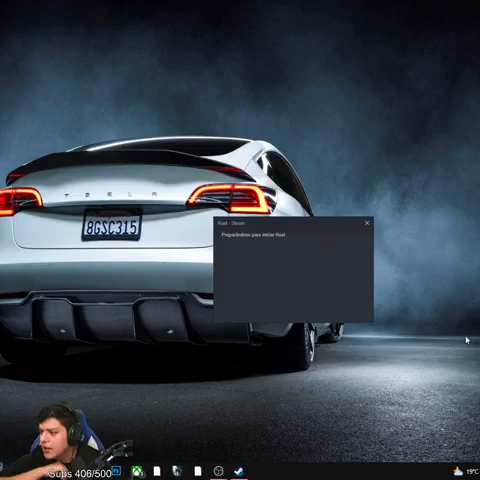 TESLA
8GSC315
Rust - Steam
Preparándose para iniciar Rust
Subs 406/500
19°C